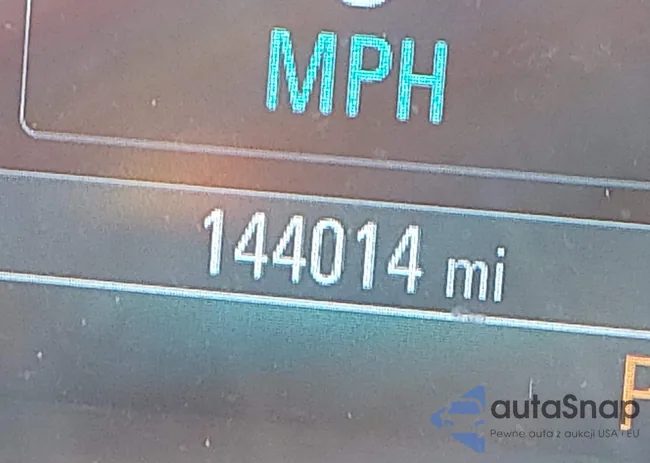 MPH
144014 mi
autaSnap
Pewne auta z aukcji USA i EU